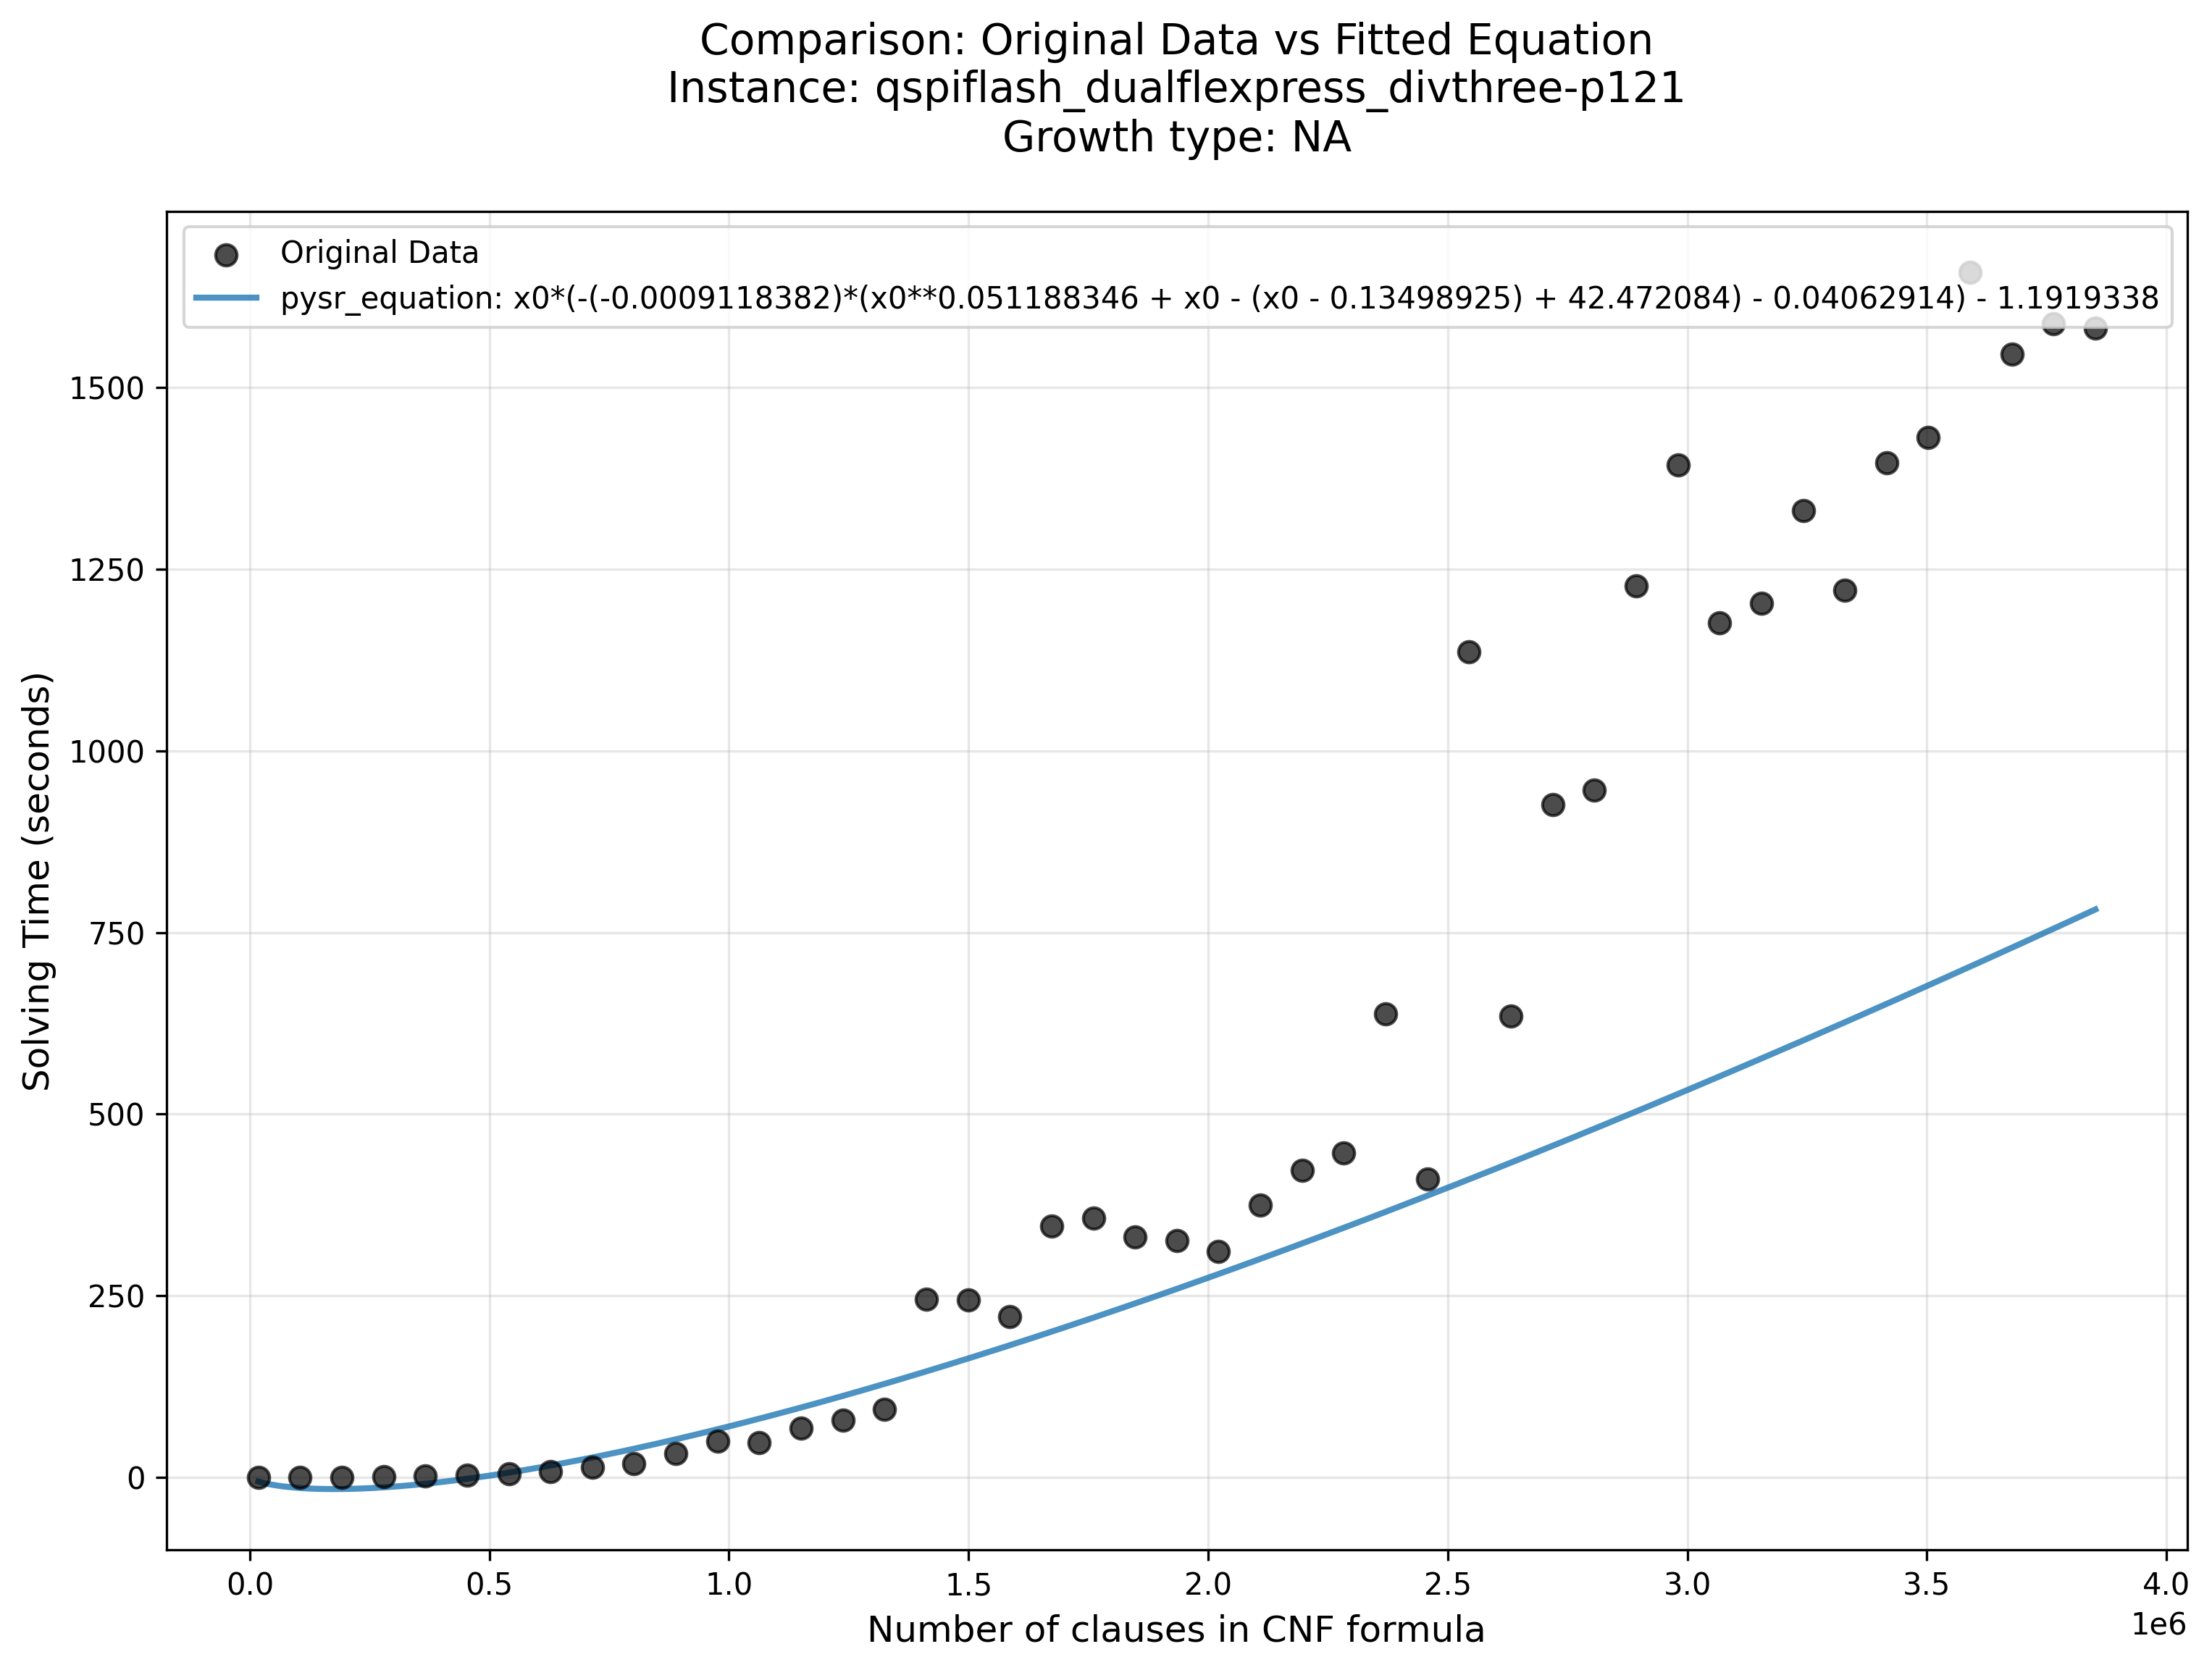 Comparison: Original Data vs Fitted Equation
Instance: qspiflash_dualflexpress_divthree-p121
Growth type: NA
Original Data
pysr_equation: x0*(-(-0.0009118382)*(x0**0.051188346 + x0 - (x0 - 0.13498925) + 42.472084) - 0.04062914) - 1.1919338
Solving Time (seconds)
1500
1250
1000
750
500
250
0
0.0 0.5 1.0 1.5 2.0 2.5 3.0 3.5 4.0
1e6
Number of clauses in CNF formula